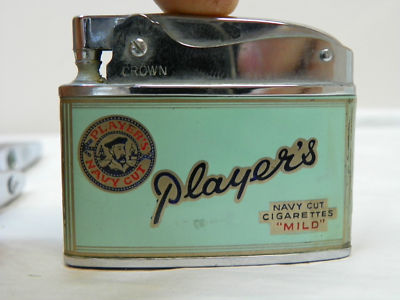 CROWN
PLAYER'S
NAVY CUT
Player's
NAVY CUT
CIGARETTES
"MILD"